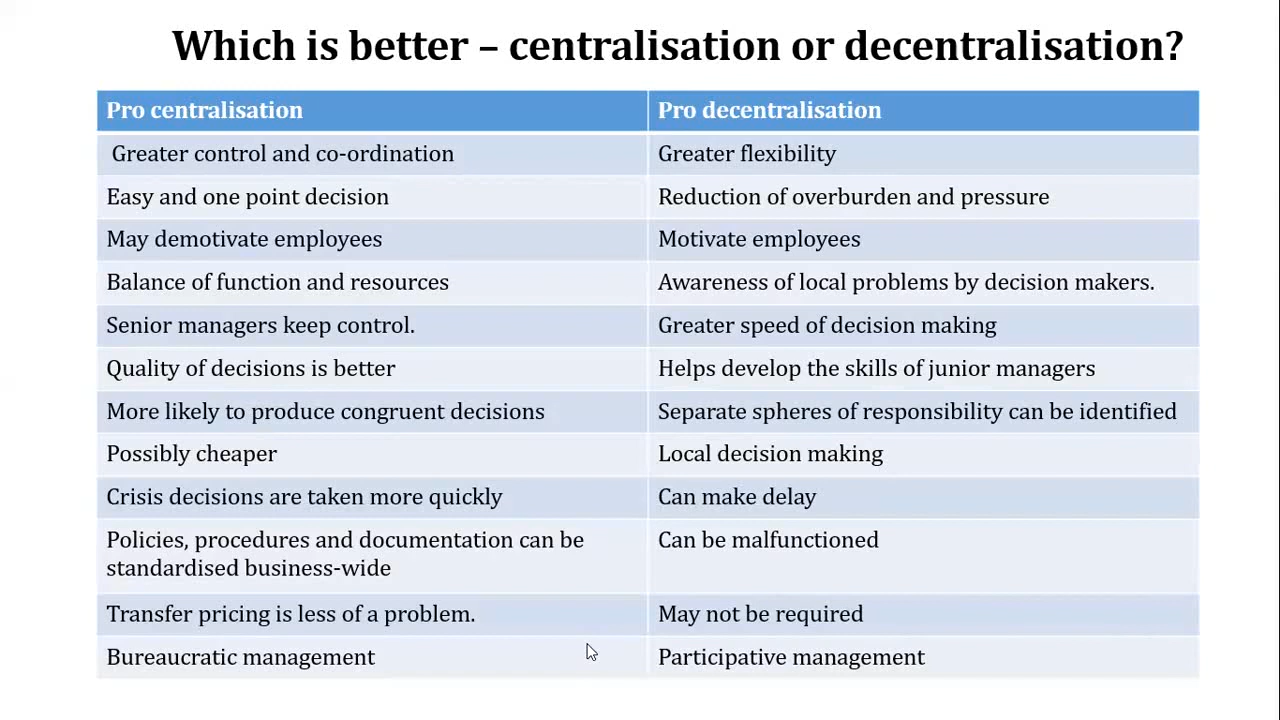 Which is better – centralisation or decentralisation?
Pro centralisation
Pro decentralisation
Greater control and co-ordination
Greater flexibility
Easy and one point decision
Reduction of overburden and pressure
May demotivate employees
Motivate employees
Balance of function and resources
Awareness of local problems by decision makers.
Senior managers keep control.
Greater speed of decision making
Quality of decisions is better
Helps develop the skills of junior managers
More likely to produce congruent decisions
Separate spheres of responsibility can be identified
Possibly cheaper
Local decision making
Crisis decisions are taken more quickly
Can make delay
Policies, procedures and documentation can be
standardised business-wide
Can be malfunctioned
Transfer pricing is less of a problem.
May not be required
Bureaucratic management
Participative management